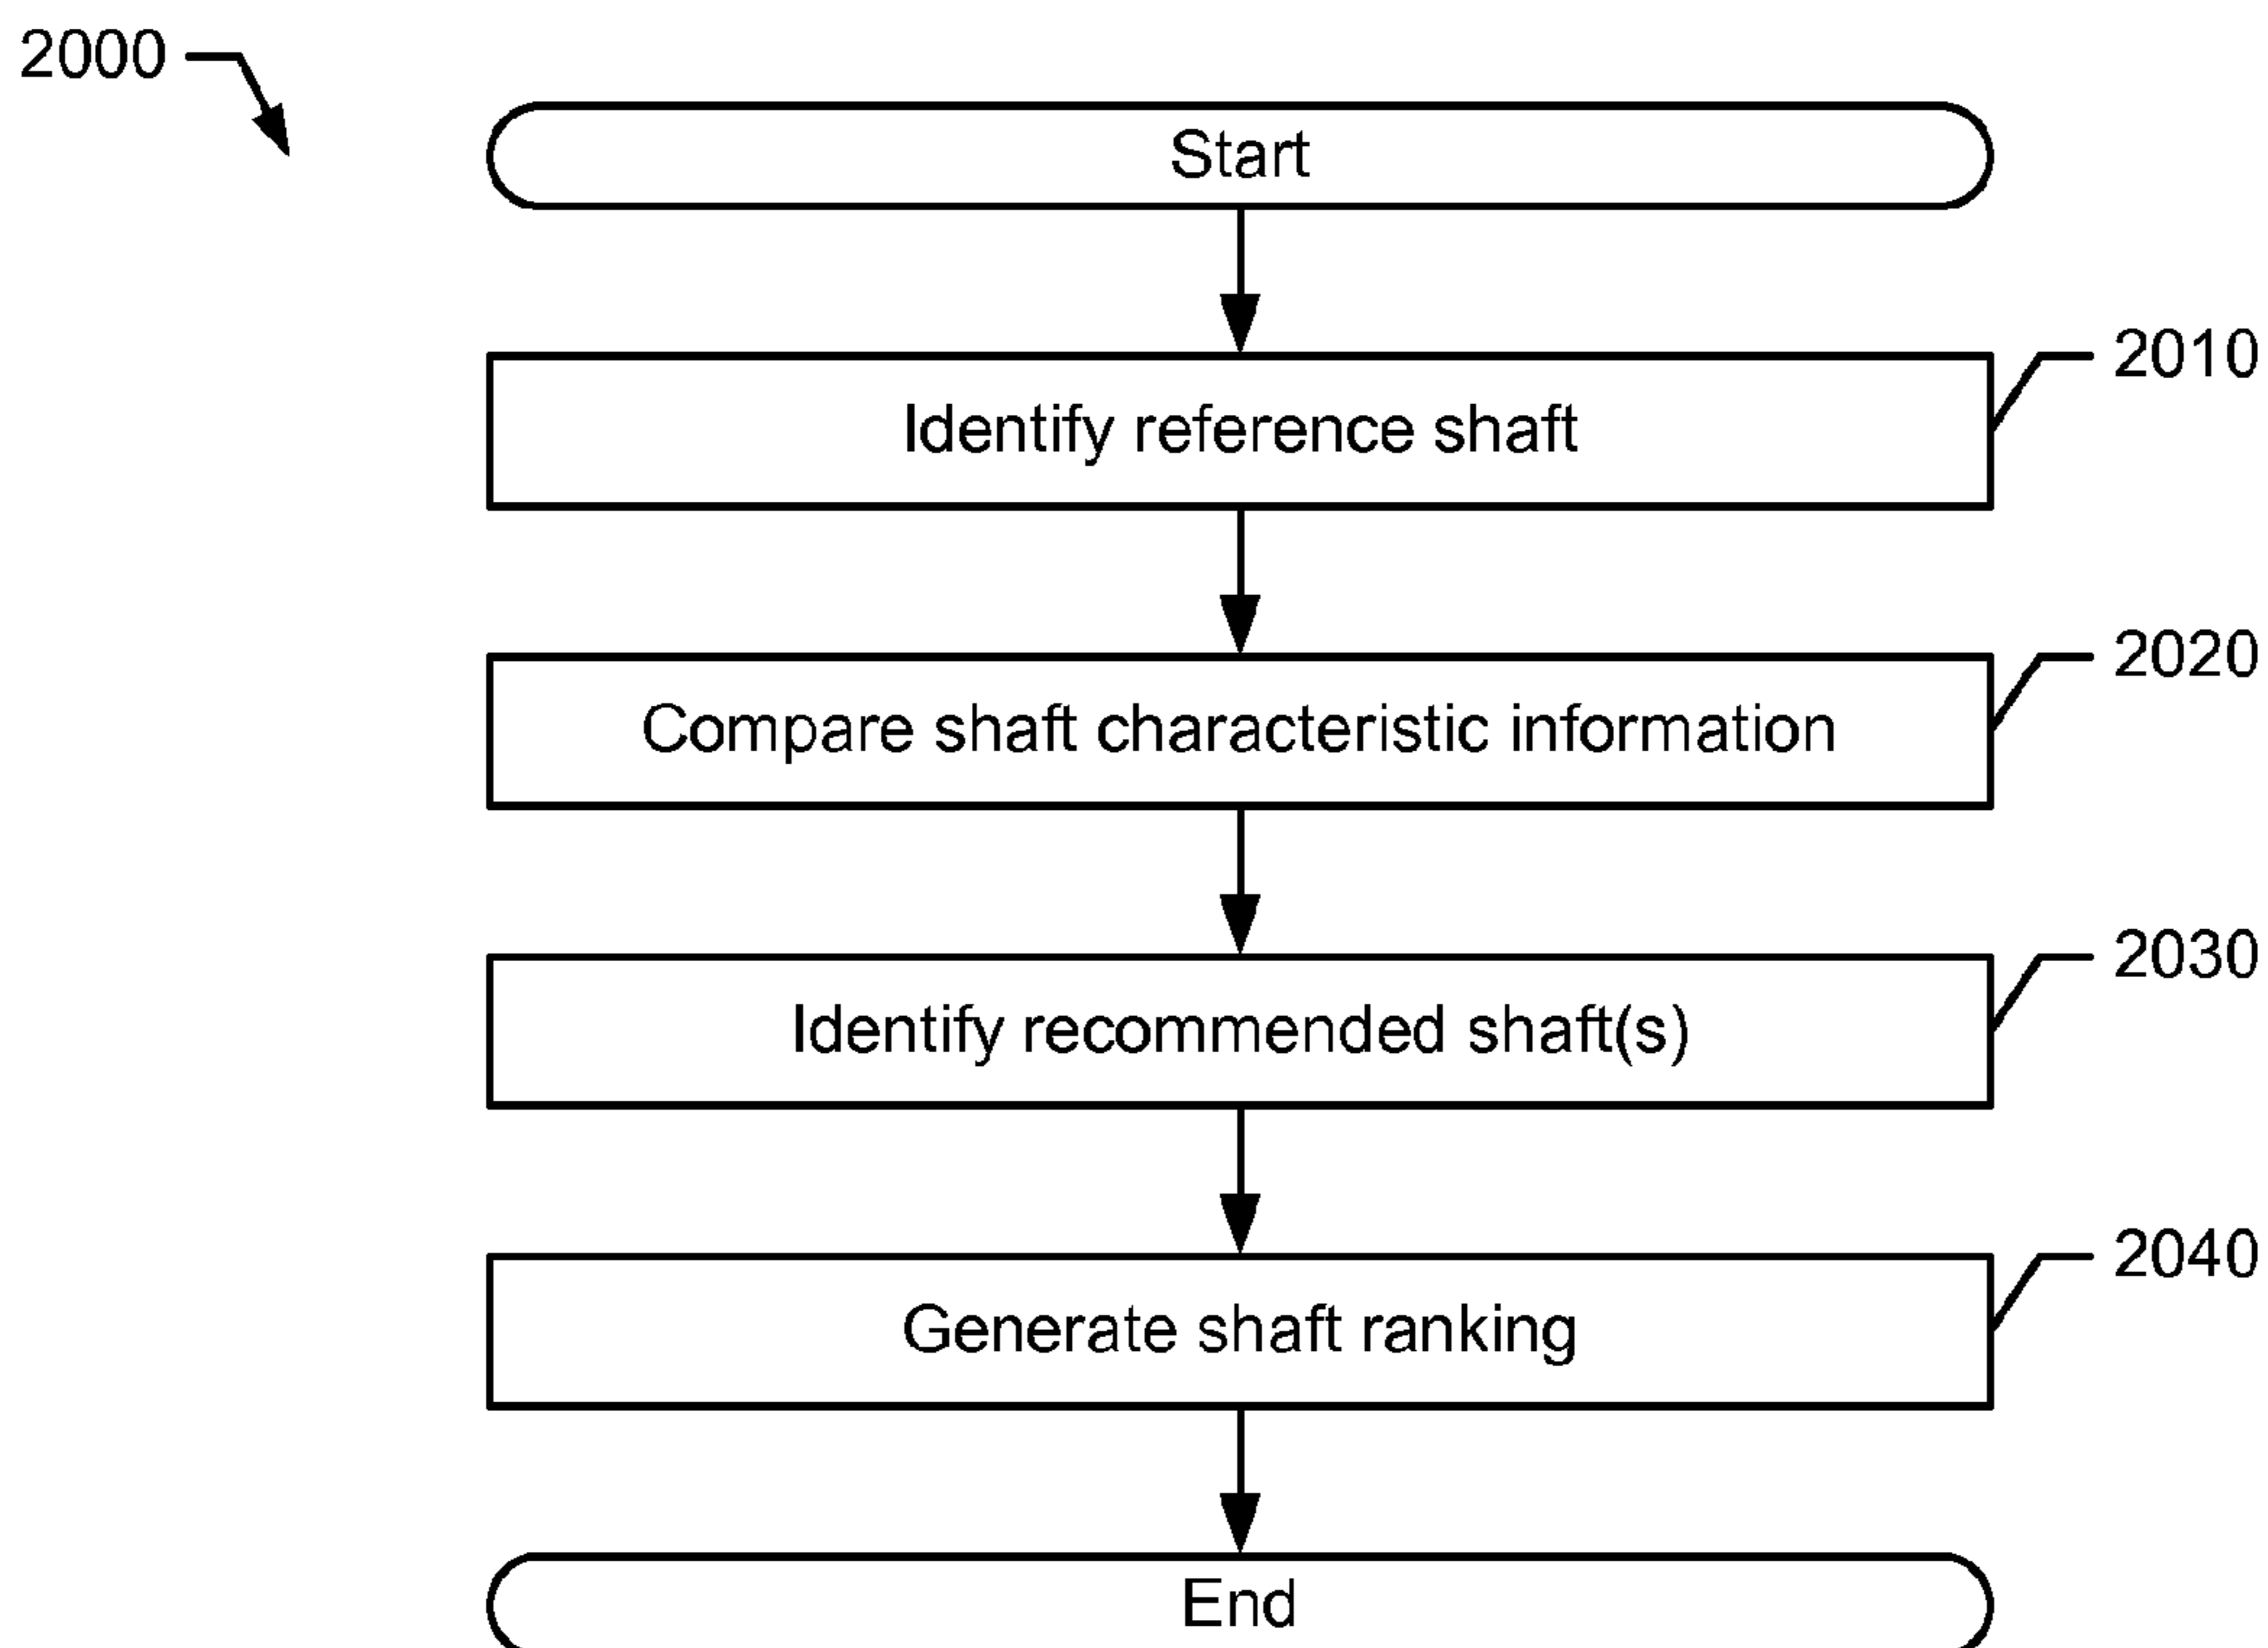 2000
Start
2010
Identify reference shaft
2020
Compare shaft characteristic information
2030
Identify recommended shaft(s)
2040
Generate shaft ranking
End